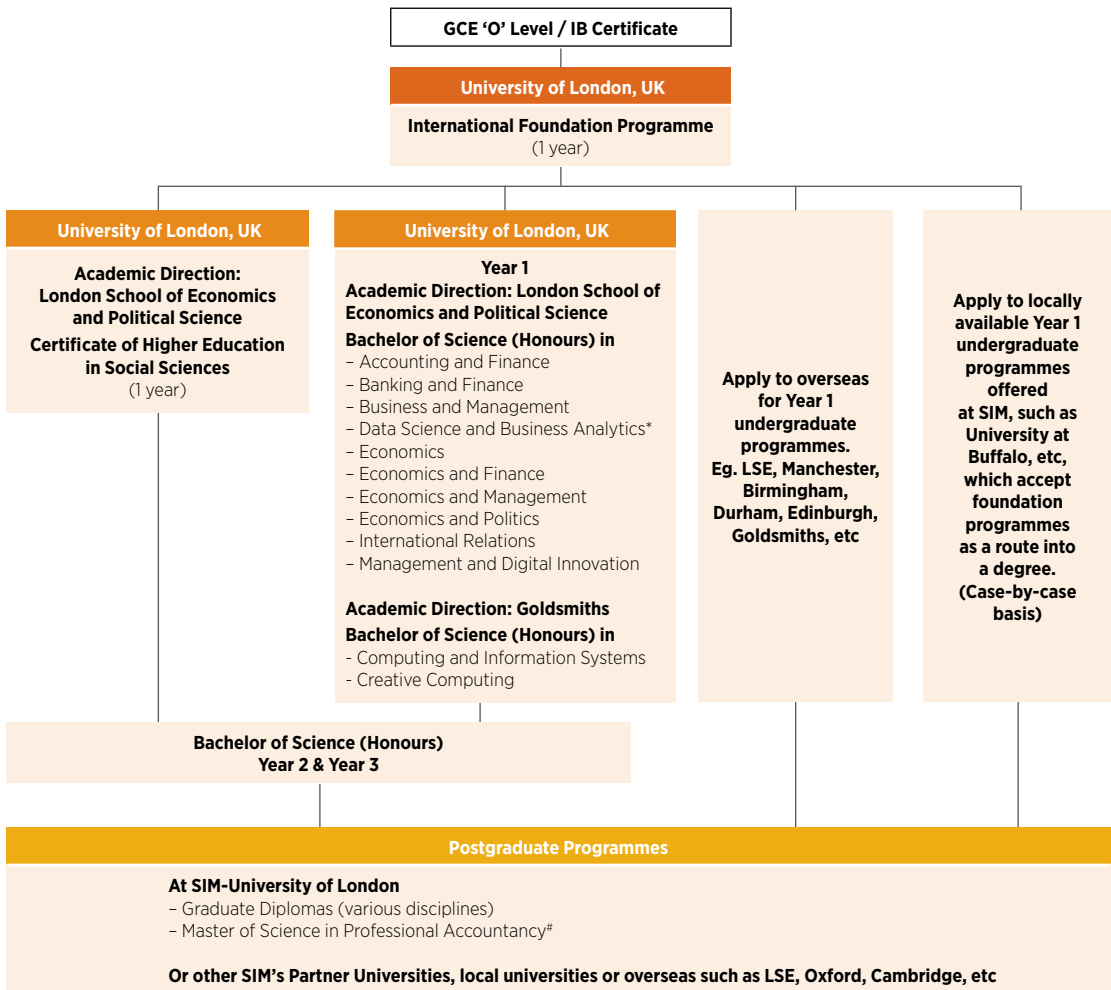 GCE ‘O’ Level / IB Certificate
University of London, UK
International Foundation Programme
(1 year)
University of London, UK
Academic Direction:
London School of Economics
and Political Science
Certificate of Higher Education
in Social Sciences
(1 year)
University of London, UK
Year 1
Academic Direction: London School of
Economics and Political Science
Bachelor of Science (Honours) in
– Accounting and Finance
– Banking and Finance
– Business and Management
– Data Science and Business Analytics*
– Economics
– Economics and Finance
– Economics and Management
– Economics and Politics
– International Relations
– Management and Digital Innovation
Academic Direction: Goldsmiths
Bachelor of Science (Honours) in
- Computing and Information Systems
- Creative Computing
Apply to overseas
for Year 1
undergraduate
programmes.
Eg. LSE, Manchester,
Birmingham,
Durham, Edinburgh,
Goldsmiths, etc
Apply to locally
available Year 1
undergraduate
programmes
offered
at SIM, such as
University at
Buffalo, etc,
which accept
foundation
programmes
as a route into
a degree.
(Case-by-case
basis)
Bachelor of Science (Honours)
Year 2 & Year 3
Postgraduate Programmes
At SIM-University of London
– Graduate Diplomas (various disciplines)
– Master of Science in Professional Accountancy#
Or other SIM’s Partner Universities, local universities or overseas such as LSE, Oxford, Cambridge, etc